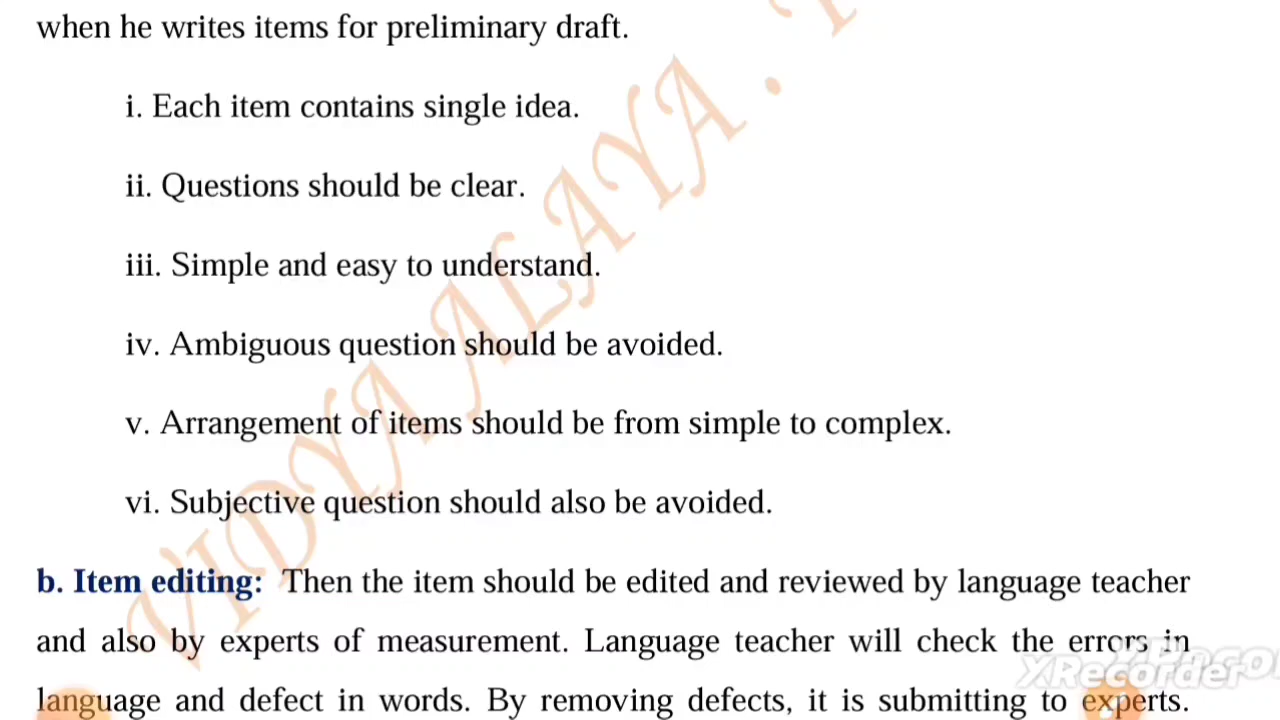 when he writes items for preliminary draft.
i. Each item contains single idea.
ii. Questions should be clear.
iii. Simple and easy to understand.
iv. Ambiguous question should be avoided.
v. Arrangement of items should be from simple to complex.
vi. Subjective question should also be avoided.
b. Item editing: Then the item should be edited and reviewed by language teacher
and also by experts of measurement. Language teacher will check the errors in
language and defect in words. By removing defects, it is submitting to experts.
VIDYA ALAYA .
XRecorder